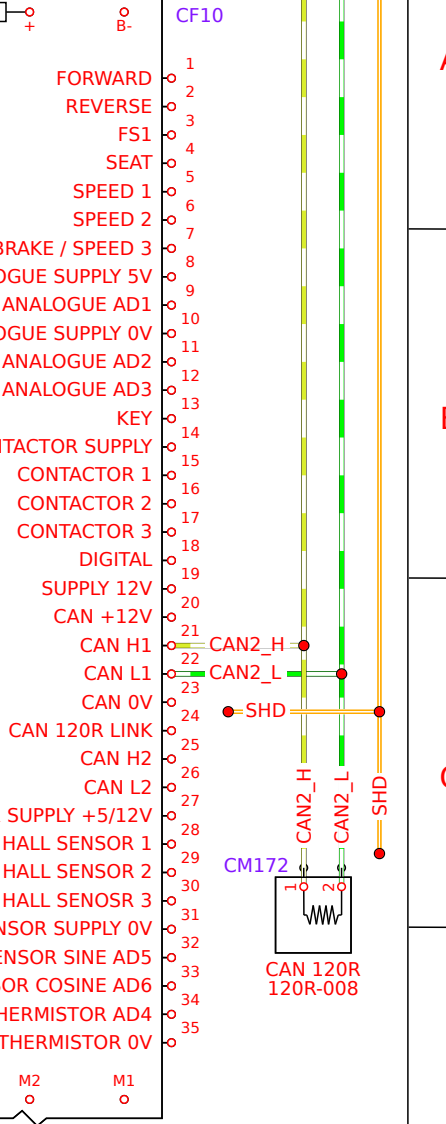 +
B-
CF10
FORWARD 1
REVERSE 2
FS1 3
SEAT 4
SPEED 1 5
SPEED 2 6
BRAKE / SPEED 3 7
OGUE SUPPLY 5V 8
ANALOGUE AD1 9
OGUE SUPPLY 0V 10
ANALOGUE AD2 11
ANALOGUE AD3 12
KEY 13
NTACTOR SUPPLY 14
CONTACTOR 1 15
CONTACTOR 2 16
CONTACTOR 3 17
DIGITAL 18
SUPPLY 12V 19
CAN +12V 20
CAN H1 21 CAN2_H
CAN L1 22 CAN2_L
CAN 0V 23
SHD
CAN 120R LINK 24
CAN H2 25
CAN L2 26
SUPPLY +5/12V 27
HALL SENSOR 1 28
HALL SENSOR 2 29
HALL SENOSR 3 30
NSOR SUPPLY 0V 31
ENSOR SINE AD5 32
OR COSINE AD6 33
HERMISTOR AD4 34
THERMISTOR 0V 35
CAN2_H
CAN2_L
SHD
CM172
1
2
CAN 120R
120R-008
M2
M1